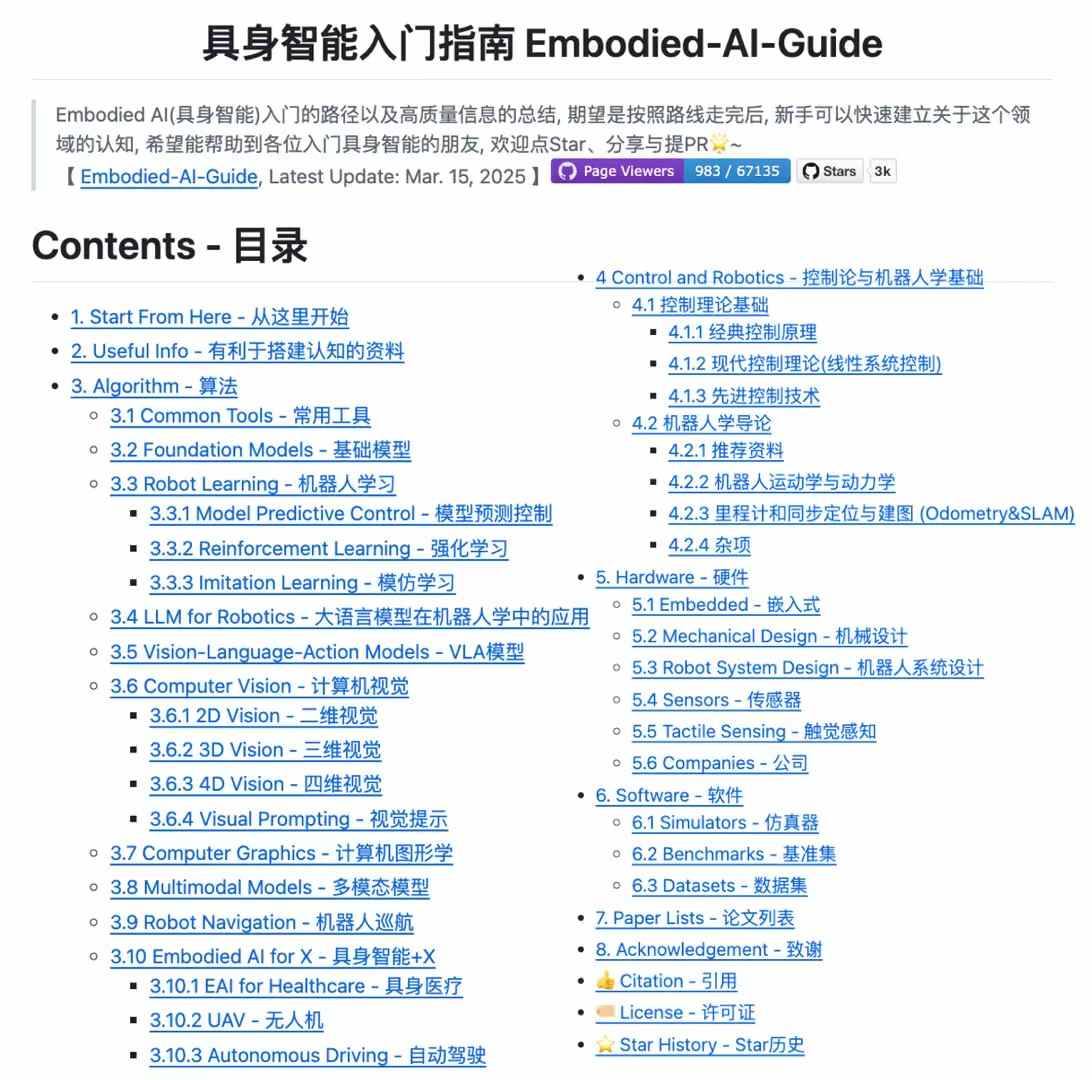 具身智能入门指南 Embodied-AI-Guide
Embodied AI(具身智能)入门的路径以及高质量信息的总结, 期望是按照路线走完后, 新手可以快速建立关于这个领
域的认知, 希望能帮助到各位入门具身智能的朋友, 欢迎点Star、分享与提PR🌟~
【 Embodied-AI-Guide, Latest Update: Mar. 15, 2025 】 Page Viewers 983 / 67135 Stars 3k
Contents - 目录
1. Start From Here - 从这里开始
2. Useful Info - 有利于搭建认知的资料
3. Algorithm - 算法
3.1 Common Tools - 常用工具
3.2 Foundation Models - 基础模型
3.3 Robot Learning - 机器人学习
3.3.1 Model Predictive Control - 模型预测控制
3.3.2 Reinforcement Learning - 强化学习
3.3.3 Imitation Learning - 模仿学习
3.4 LLM for Robotics - 大语言模型在机器人学中的应用
3.5 Vision-Language-Action Models - VLA模型
3.6 Computer Vision - 计算机视觉
3.6.1 2D Vision - 二维视觉
3.6.2 3D Vision - 三维视觉
3.6.3 4D Vision - 四维视觉
3.6.4 Visual Prompting - 视觉提示
3.7 Computer Graphics - 计算机图形学
3.8 Multimodal Models - 多模态模型
3.9 Robot Navigation - 机器人巡航
3.10 Embodied AI for X - 具身智能+X
3.10.1 EAI for Healthcare - 具身医疗
3.10.2 UAV - 无人机
3.10.3 Autonomous Driving - 自动驾驶
4 Control and Robotics - 控制论与机器人学基础
4.1 控制理论基础
4.1.1 经典控制原理
4.1.2 现代控制理论(线性系统控制)
4.1.3 先进控制技术
4.2 机器人学导论
4.2.1 推荐资料
4.2.2 机器人运动学与动力学
4.2.3 里程计和同步定位与建图 (Odometry&SLAM)
4.2.4 杂项
5. Hardware - 硬件
5.1 Embedded - 嵌入式
5.2 Mechanical Design - 机械设计
5.3 Robot System Design - 机器人系统设计
5.4 Sensors - 传感器
5.5 Tactile Sensing - 触觉感知
5.6 Companies - 公司
6. Software - 软件
6.1 Simulators - 仿真器
6.2 Benchmarks - 基准集
6.3 Datasets - 数据集
7. Paper Lists - 论文列表
8. Acknowledgement - 致谢
👍 Citation - 引用
🏷️ License - 许可证
⭐ Star History - Star历史